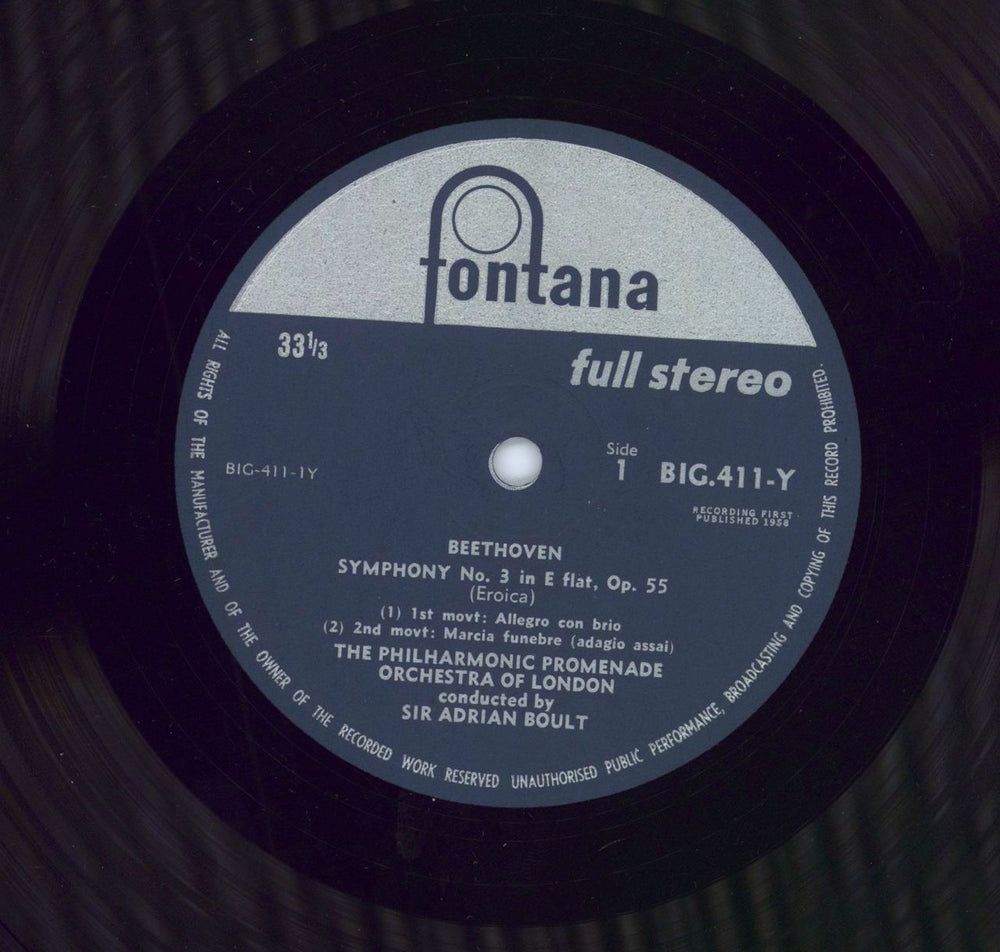 fontana
33 1/3
full stereo
BIG-411-1Y
Side
1 BIG.411-Y
RECORDING FIRST
PUBLISHED 1958
BEETHOVEN
SYMPHONY No. 3 in E flat, Op. 55
(Eroica)
(1) 1st movt: Allegro con brio
(2) 2nd movt: Marcia funebre (adagio assai)
THE PHILHARMONIC PROMENADE
ORCHESTRA OF LONDON
conducted by
SIR ADRIAN BOULT
ALL RIGHTS OF THE MANUFACTURER AND OF THE OWNER OF THE RECORDED WORK RESERVED UNAUTHORISED PUBLIC PERFORMANCE, BROADCASTING AND COPYING OF THIS RECORD PROHIBITED.